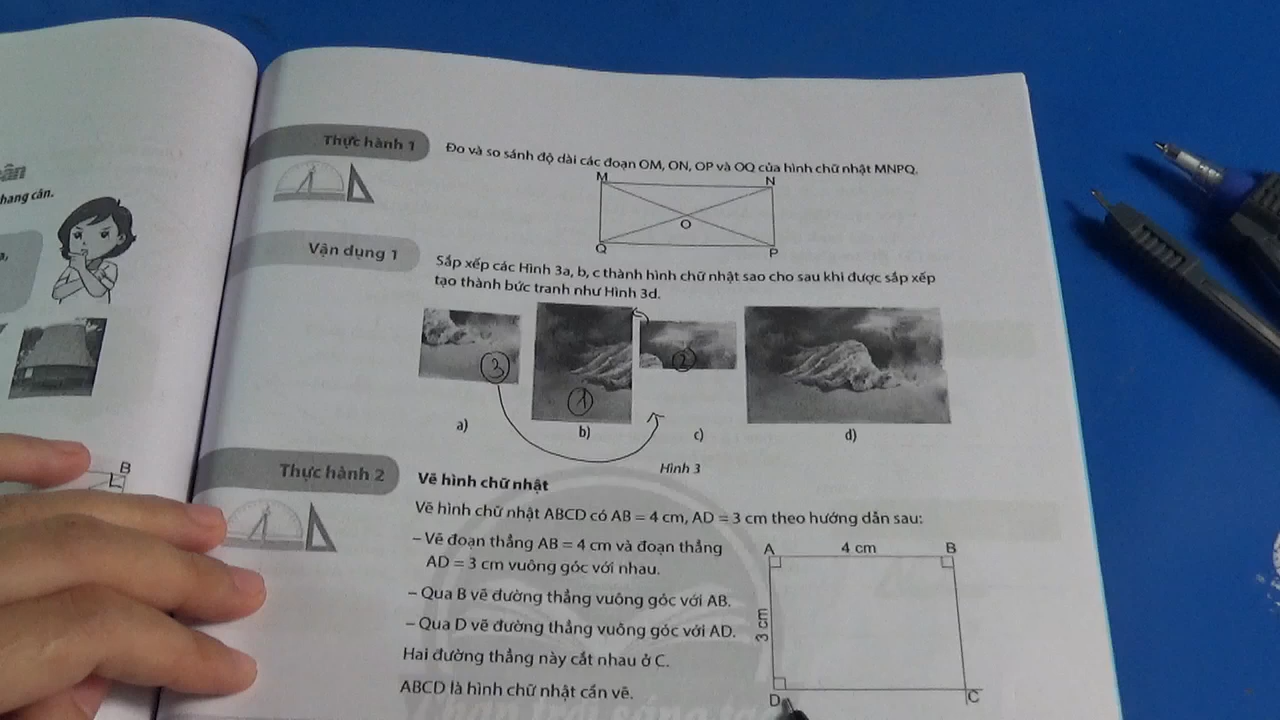 hang cân.
B
Thực hành 1
Đo và so sánh độ dài các đoạn OM, ON, OP và OQ của hình chữ nhật MNPQ.
M N
O
Q P
Vận dụng 1
Sắp xếp các Hình 3a, b, c thành hình chữ nhật sao cho sau khi được sắp xếp
tạo thành bức tranh như Hình 3d.
3 1 2
a) b) c) d)
Hình 3
Thực hành 2
Vẽ hình chữ nhật
Vẽ hình chữ nhật ABCD có AB = 4 cm, AD = 3 cm theo hướng dẫn sau:
– Vẽ đoạn thẳng AB = 4 cm và đoạn thẳng
AD = 3 cm vuông góc với nhau.
– Qua B vẽ đường thẳng vuông góc với AB.
– Qua D vẽ đường thẳng vuông góc với AD.
Hai đường thẳng này cắt nhau ở C.
ABCD là hình chữ nhật cần vẽ.
A 4 cm B
3 cm
D C
Chân trời sáng tạo